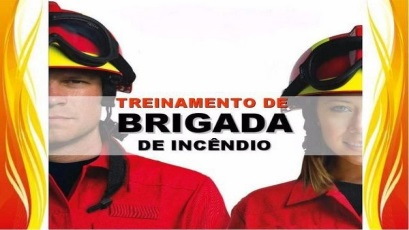 TREINAMENTO DE
BRIGADA
DE INCÊNDIO